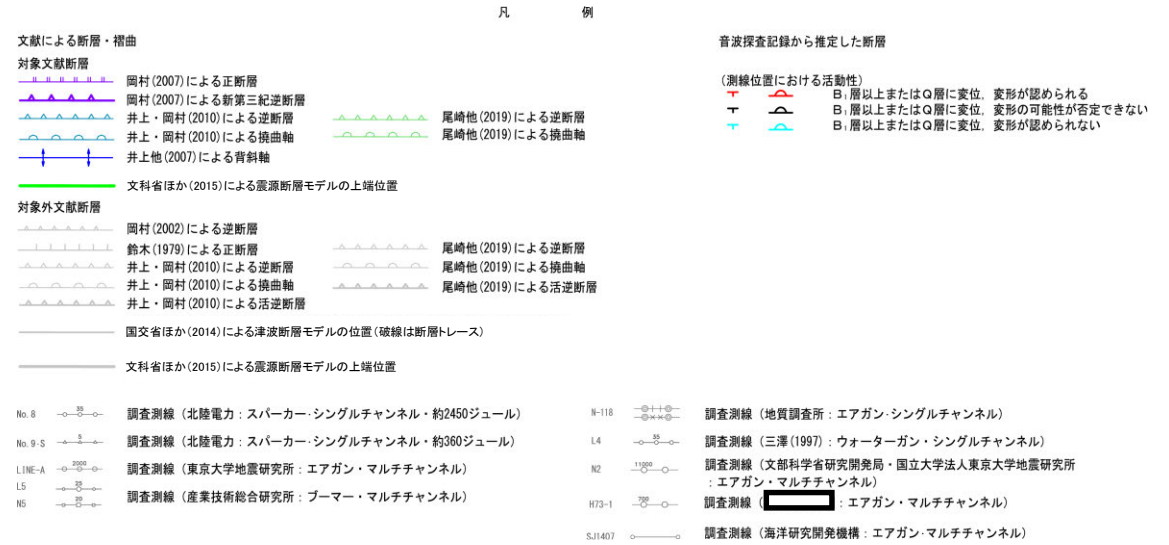 凡 例
文献による断層・褶曲
対象文献断層
岡村(2007)による正断層
岡村(2007)による新第三紀逆断層
井上・岡村(2010)による逆断層
井上・岡村(2010)による撓曲軸
井上他(2007)による背斜軸
尾崎他(2019)による逆断層
尾崎他(2019)による撓曲軸
文科省ほか(2015)による震源断層モデルの上端位置
対象外文献断層
岡村(2002)による逆断層
鈴木(1979)による正断層
井上・岡村(2010)による逆断層
井上・岡村(2010)による撓曲軸
井上・岡村(2010)による活逆断層
尾崎他(2019)による逆断層
尾崎他(2019)による撓曲軸
尾崎他(2019)による活逆断層
国交省ほか(2014)による津波断層モデルの位置(破線は断層トレース)
文科省ほか(2015)による震源断層モデルの上端位置
音波探査記録から推定した断層
(測線位置における活動性)
B₁層以上またはQ層に変位，変形が認められる
B₁層以上またはQ層に変位，変形の可能性が否定できない
B₁層以上またはQ層に変位，変形が認められない
No.8 35 調査測線（北陸電力：スパーカー・シングルチャンネル・約2450ジュール）
No.9・S 5 調査測線（北陸電力：スパーカー・シングルチャンネル・約360ジュール）
LINE-A 2000 調査測線（東京大学地震研究所：エアガン・マルチチャンネル）
L5 20
N5 20 調査測線（産業技術総合研究所：ブーマー・マルチチャンネル）
N-118 調査測線（地質調査所：エアガン・シングルチャンネル）
L4 35 調査測線（三澤(1997)：ウォーターガン・シングルチャンネル）
N2 11000 調査測線（文部科学省研究開発局・国立大学法人東京大学地震研究所
：エアガン・マルチチャンネル）
H73-1 700 調査測線（ ：エアガン・マルチチャンネル）
SJ1407 調査測線（海洋研究開発機構：エアガン・マルチチャンネル）